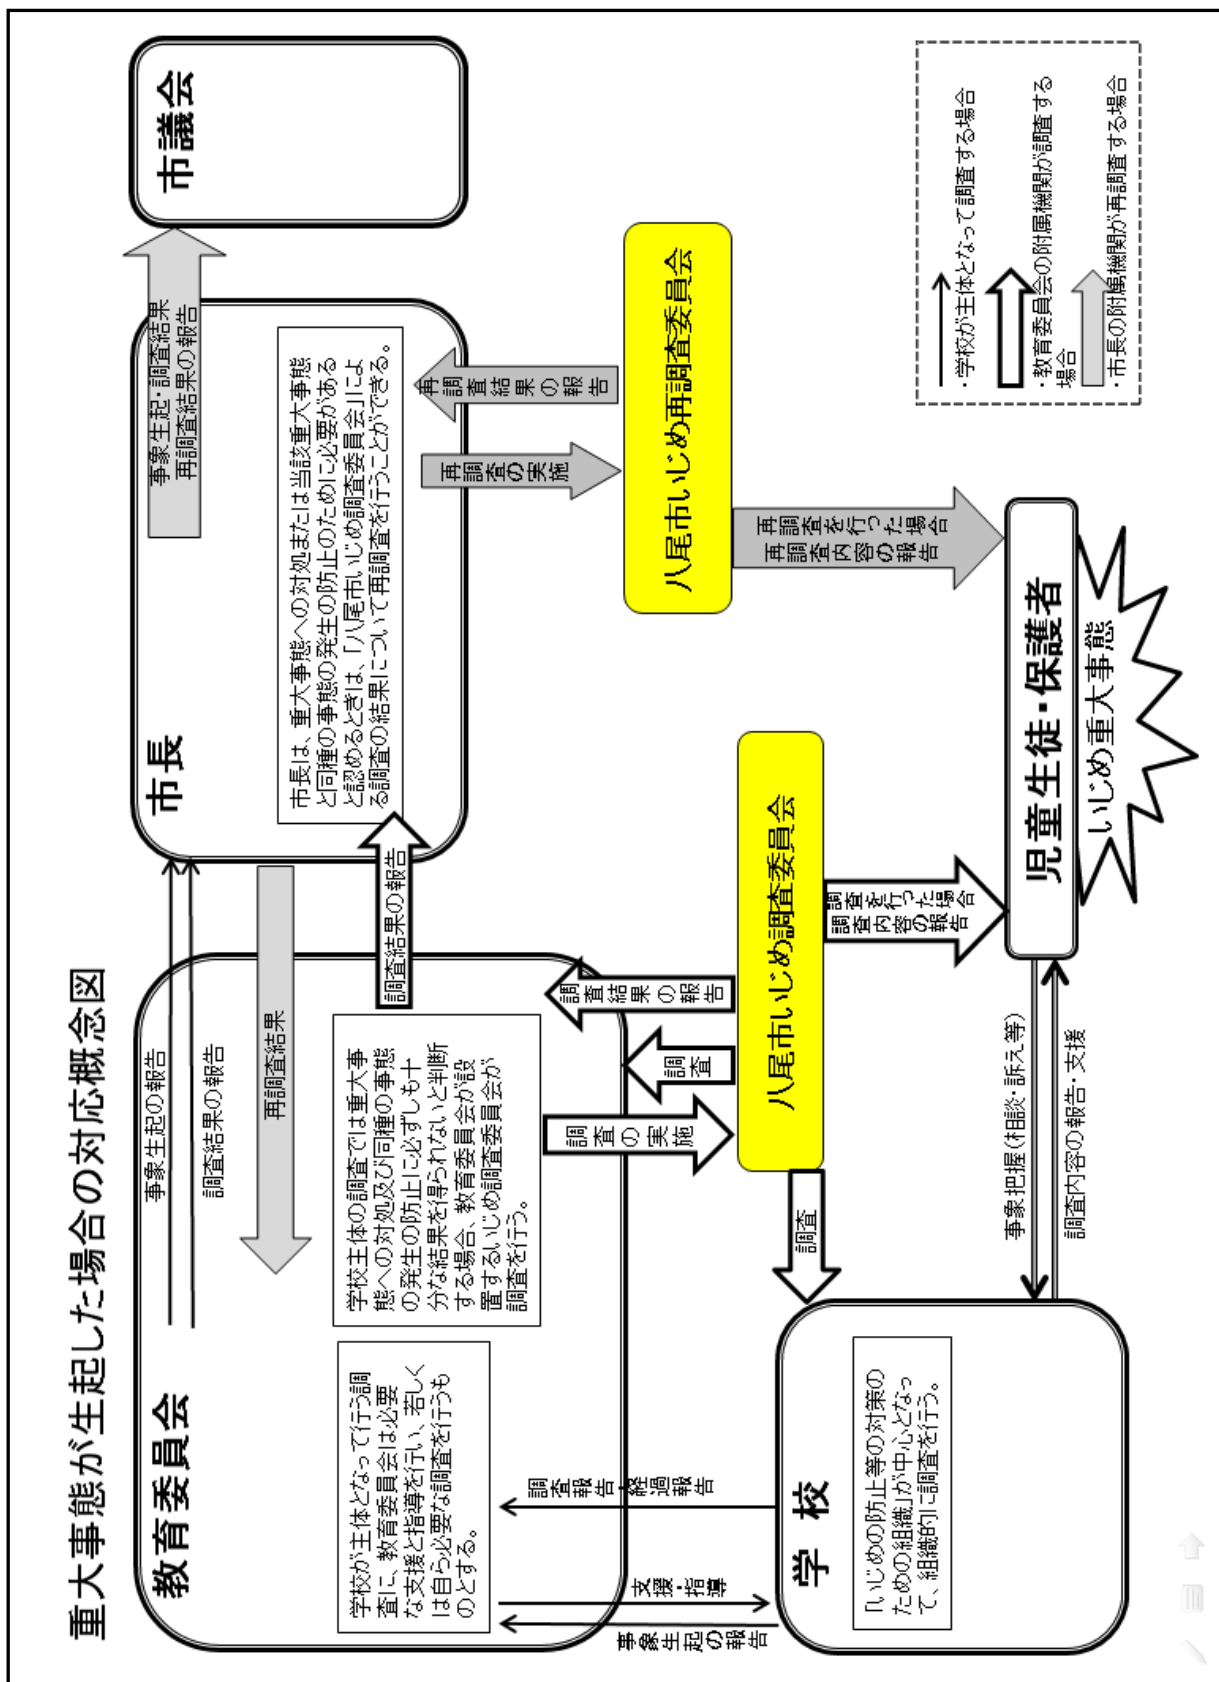 重大事態が生起した場合の対応概念図
教育委員会
事象生起の報告
調査結果の報告
再調査結果
学校が主体となって行う調
査に、教育委員会は必要
な支援と指導を行い、若しく
は自ら必要な調査を行うも
のとする。
学校主体の調査では重大事
態への対処及び同種の事態
の発生の防止に必ずしも十
分な結果を得られないと判断
する場合、教育委員会が設
置するいじめ調査委員会が
調査を行う。
調査結果の報告
市長
市長は、重大事態への対処または当該重大事態
と同種の事態の発生の防止のために必要がある
と認めるときは、「八尾市いじめ調査委員会」によ
る調査の結果について再調査を行うことができる。
事象生起・調査結果
再調査結果の報告
市議会
事象生起の報告
支援・指導
調査報告・経過報告
調査の実施
調査
調査結果の報告
再調査の実施
再調査結果の報告
八尾市いじめ調査委員会
八尾市いじめ再調査委員会
調査
調査を行った場合
調査内容の報告
再調査を行った場合
再調査内容の報告
学 校
「いじめの防止等の対策の
ための組織」が中心となっ
て、組織的に調査を行う。
事象把握(相談・訴え等)
調査内容の報告・支援
児童生徒・保護者
いじめ重大事態
・学校が主体となって調査する場合
・教育委員会の附属機関が調査する
場合
・市長の附属機関が再調査する場合